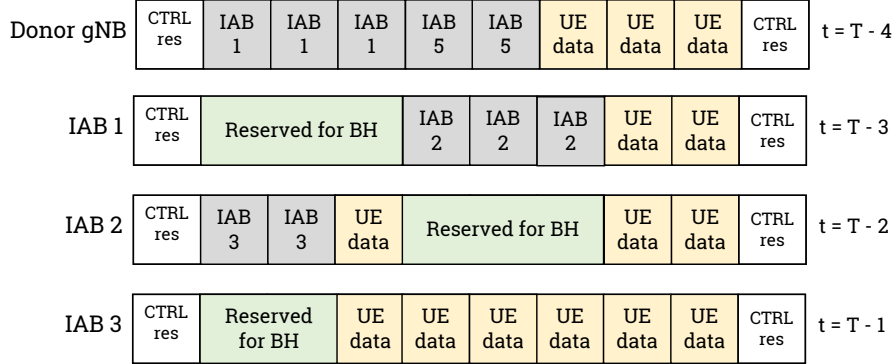 Donor gNB
CTRL
res
IAB
1
IAB
1
IAB
1
IAB
5
IAB
5
UE
data
UE
data
UE
data
CTRL
res
t = T - 4
IAB 1
CTRL
res
Reserved for BH
IAB
2
IAB
2
IAB
2
UE
data
UE
data
CTRL
res
t = T - 3
IAB 2
CTRL
res
IAB
3
IAB
3
UE
data
Reserved for BH
UE
data
UE
data
CTRL
res
t = T - 2
IAB 3
CTRL
res
Reserved
for BH
UE
data
UE
data
UE
data
UE
data
UE
data
UE
data
CTRL
res
t = T - 1